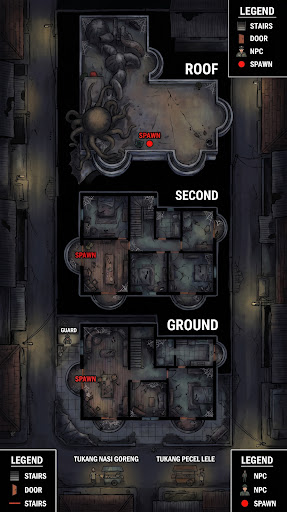 LEGEND
STAIRS
DOOR
NPC
SPAWN
ROOF
SPAWN
SECOND
SPAWN
GROUND
GUARD
SPAWN
TUKANG NASI GORENG
TUKANG PECEL LELE
LEGEND
STAIRS
DOOR
STAIRS
LEGEND
NPC
NPC
SPAWN